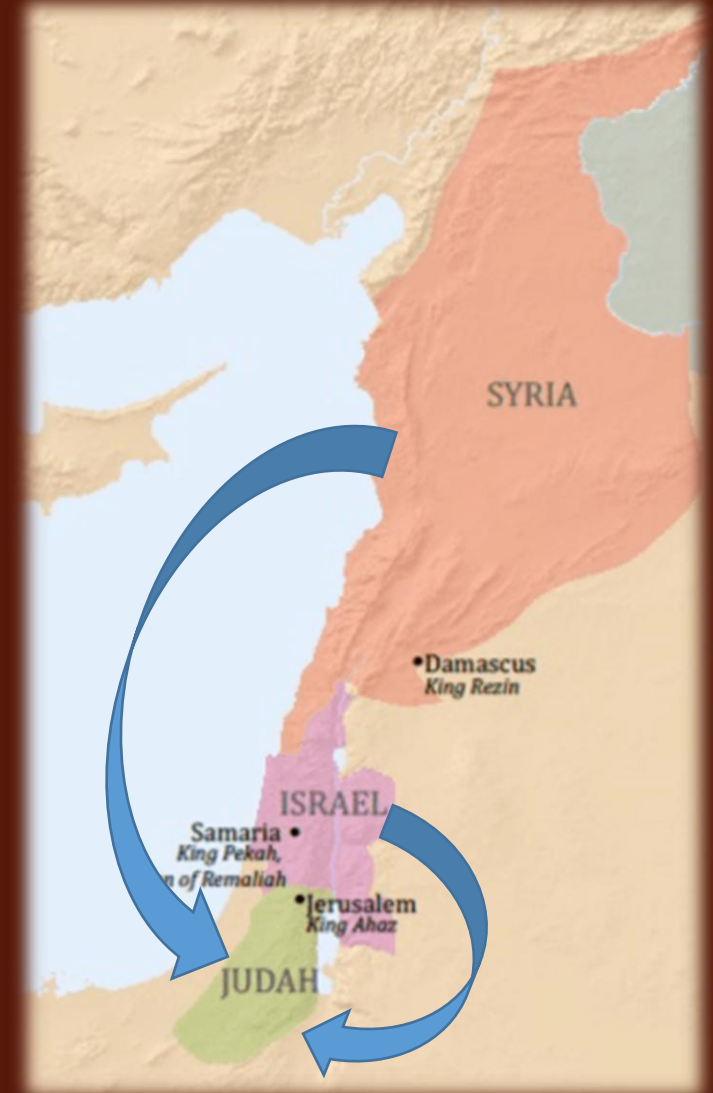 SYRIA
Damascus
King Rezin
ISRAEL
Samaria
King Pekah,
n of Remaliah
Jerusalem
King Ahaz
JUDAH